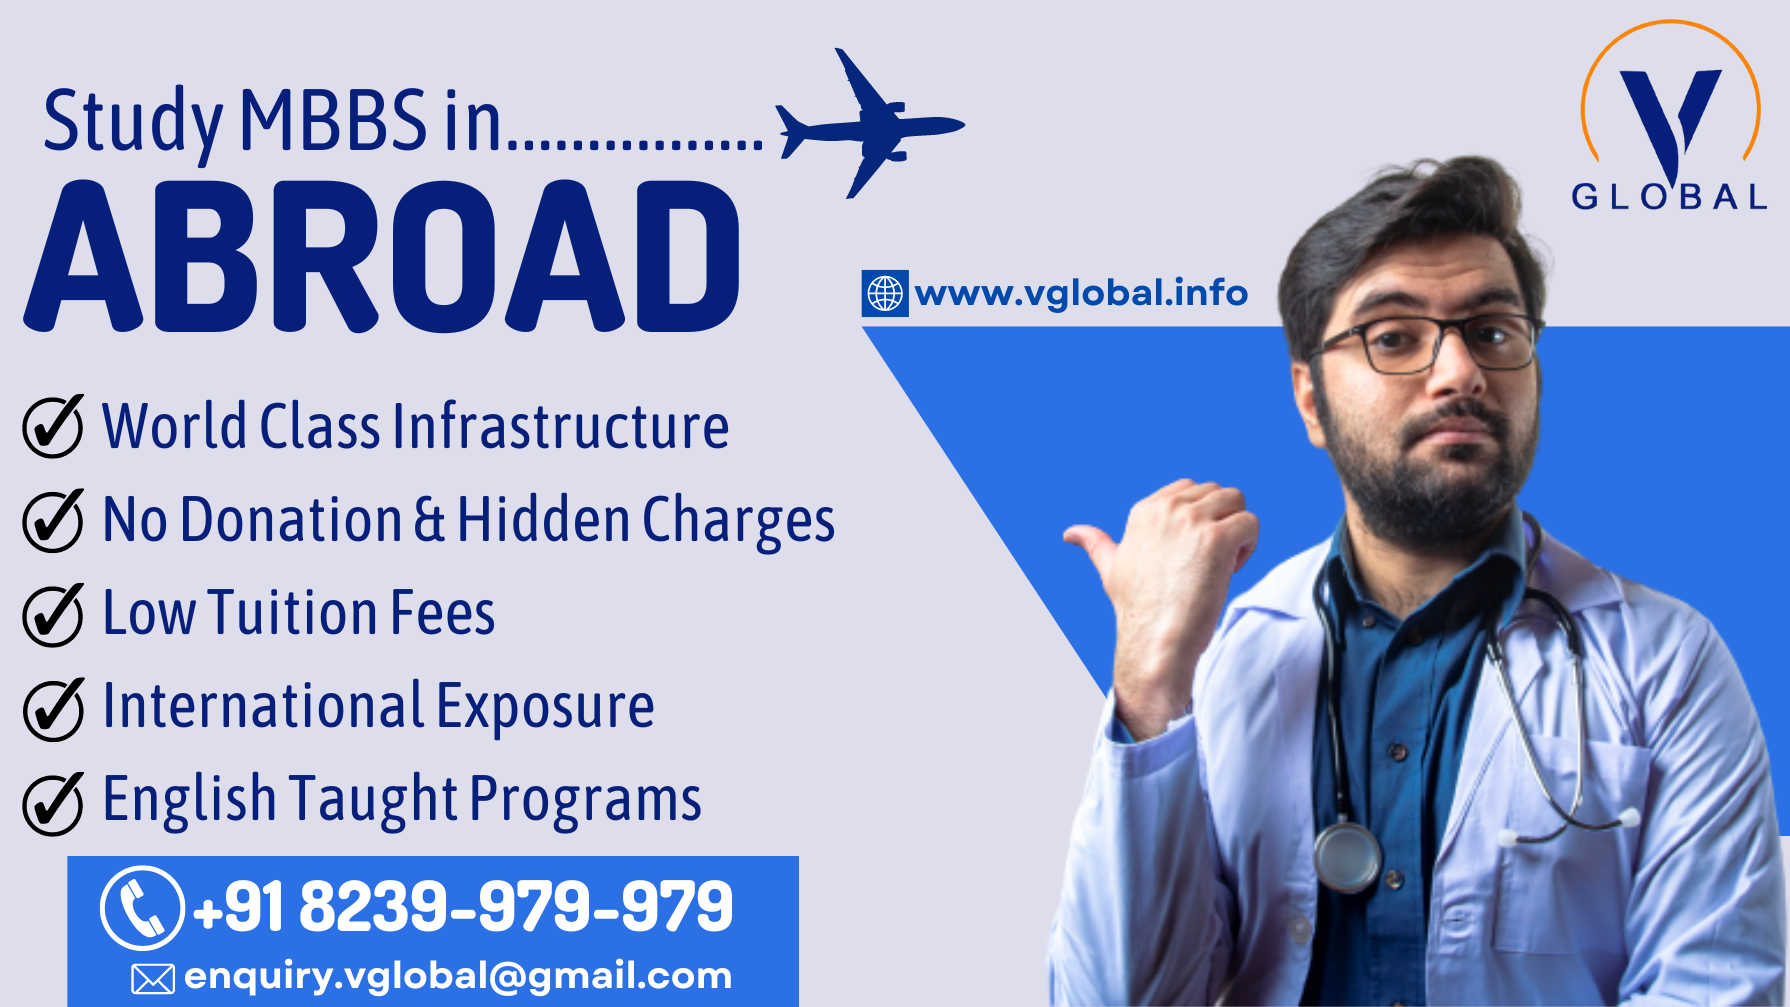 Study MBBS in................
ABROAD
V
GLOBAL
www.vglobal.info
World Class Infrastructure
No Donation & Hidden Charges
Low Tuition Fees
International Exposure
English Taught Programs
+91 8239-979-979
enquiry.vglobal@gmail.com